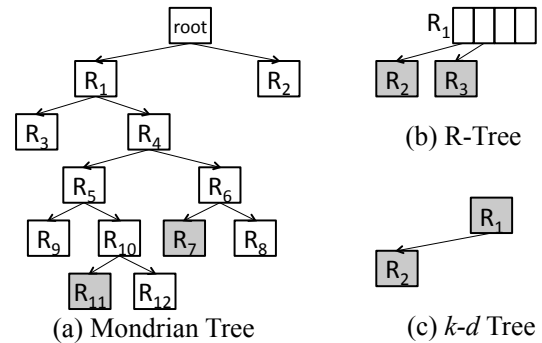 root
R1
R2
R3
R4
R5
R6
R9
R10
R7
R8
R11
R12
(a) Mondrian Tree
R1
R2
R3
(b) R-Tree
R1
R2
(c) k-d Tree